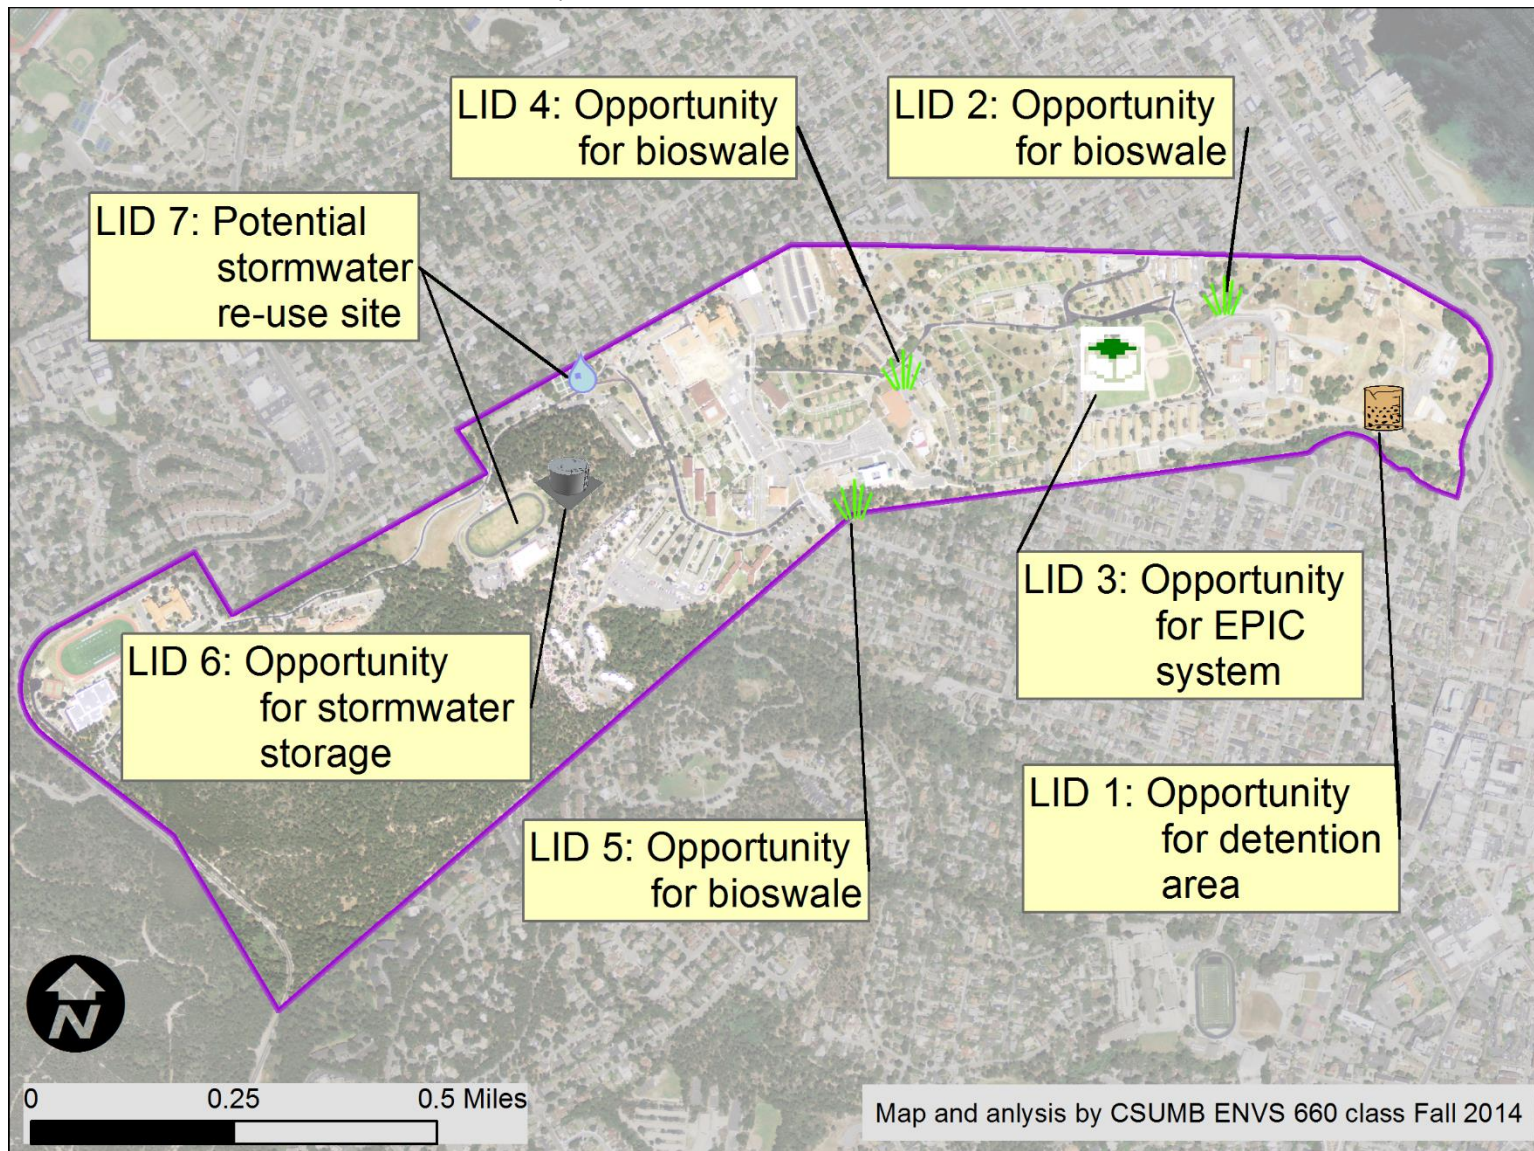 LID 4: Opportunity
for bioswale
LID 2: Opportunity
for bioswale
LID 7: Potential
stormwater
re-use site
LID 3: Opportunity
for EPIC
system
LID 6: Opportunity
for stormwater
storage
LID 1: Opportunity
for detention
area
LID 5: Opportunity
for bioswale
N
0 0.25 0.5 Miles
Map and anlysis by CSUMB ENVS 660 class Fall 2014